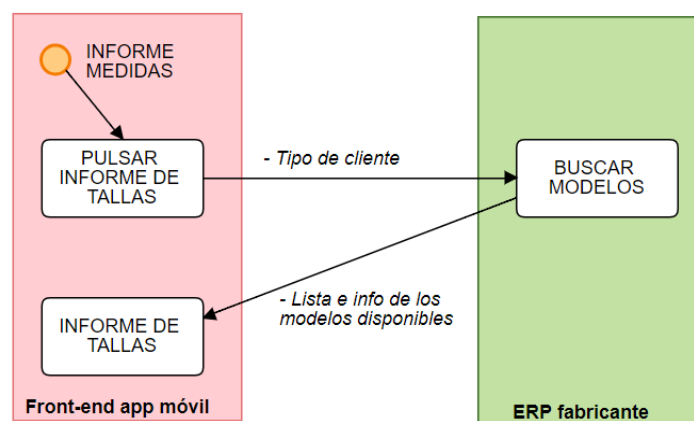 INFORME
MEDIDAS
PULSAR
INFORME DE
TALLAS
- Tipo de cliente
BUSCAR
MODELOS
- Lista e info de los
modelos disponibles
INFORME DE
TALLAS
Front-end app móvil
ERP fabricante